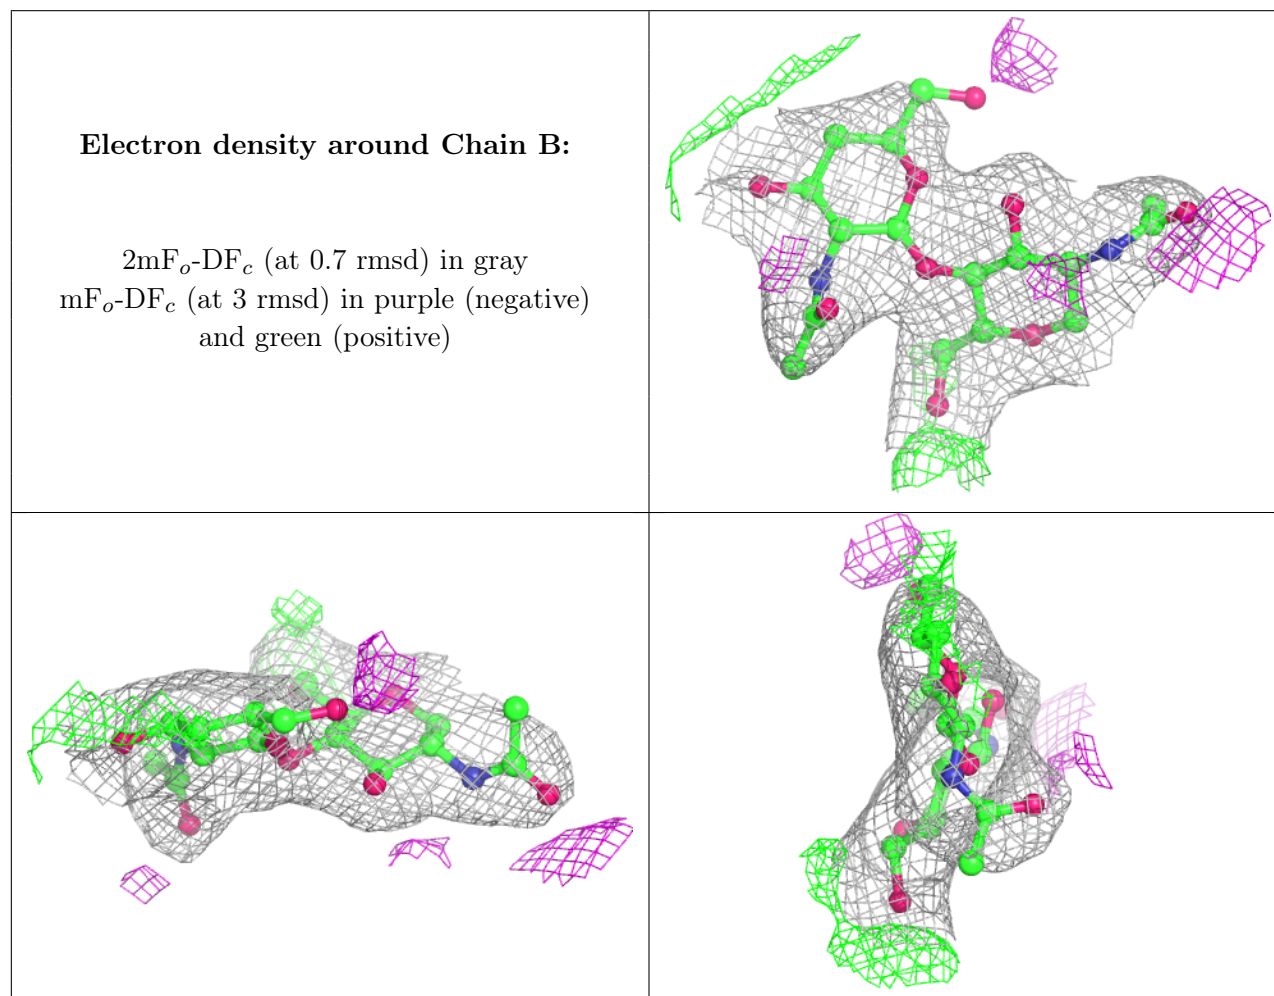 Electron density around Chain B:
2mFo-DFc (at 0.7 rmsd) in gray
mFo-DFc (at 3 rmsd) in purple (negative)
and green (positive)